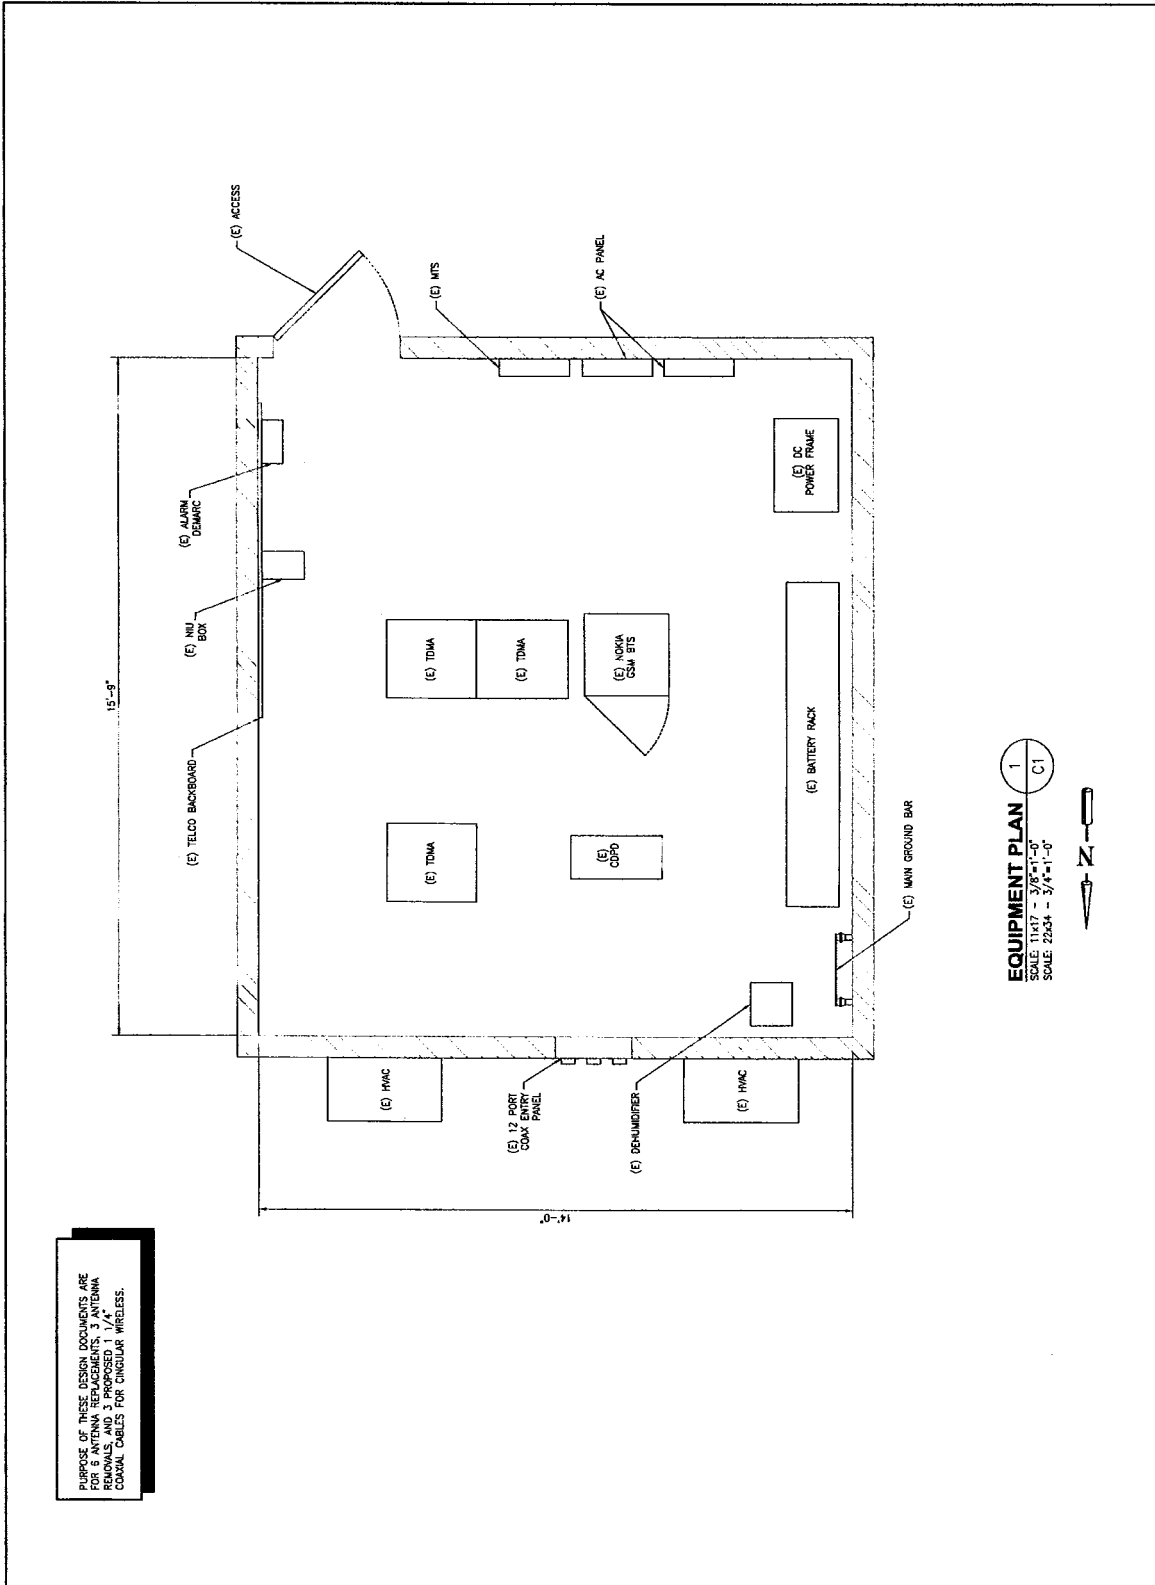 PURPOSE OF THESE DESIGN DOCUMENTS ARE
FOR 6 ANTENNA REPLACEMENTS, 3 ANTENNA
REMOVALS, AND 3 PROPOSED 1 1/4"
COAXIAL CABLES FOR CINGULAR WIRELESS.
15'-9"
14'-0"
(E) TELCO BACKBOARD
(E) NIU
BOX
(E) ALARM
DEMARC
(E) ACCESS
(E) MTS
(E) AC PANEL
(E) HVAC
(E) TDMA
(E) TDMA
(E) TDMA
(E) 12 PORT
COAX ENTRY
PANEL
(E)
CDPD
(E) NOKIA
GSM BTS
(E) DEHUMIDIFIER
(E) HVAC
(E) BATTERY RACK
(E) DC
POWER FRAME
(E) MAIN GROUND BAR
EQUIPMENT PLAN
SCALE: 11x17 - 3/8"=1'-0"
SCALE: 22x34 - 3/4"=1'-0"
1
C1
N